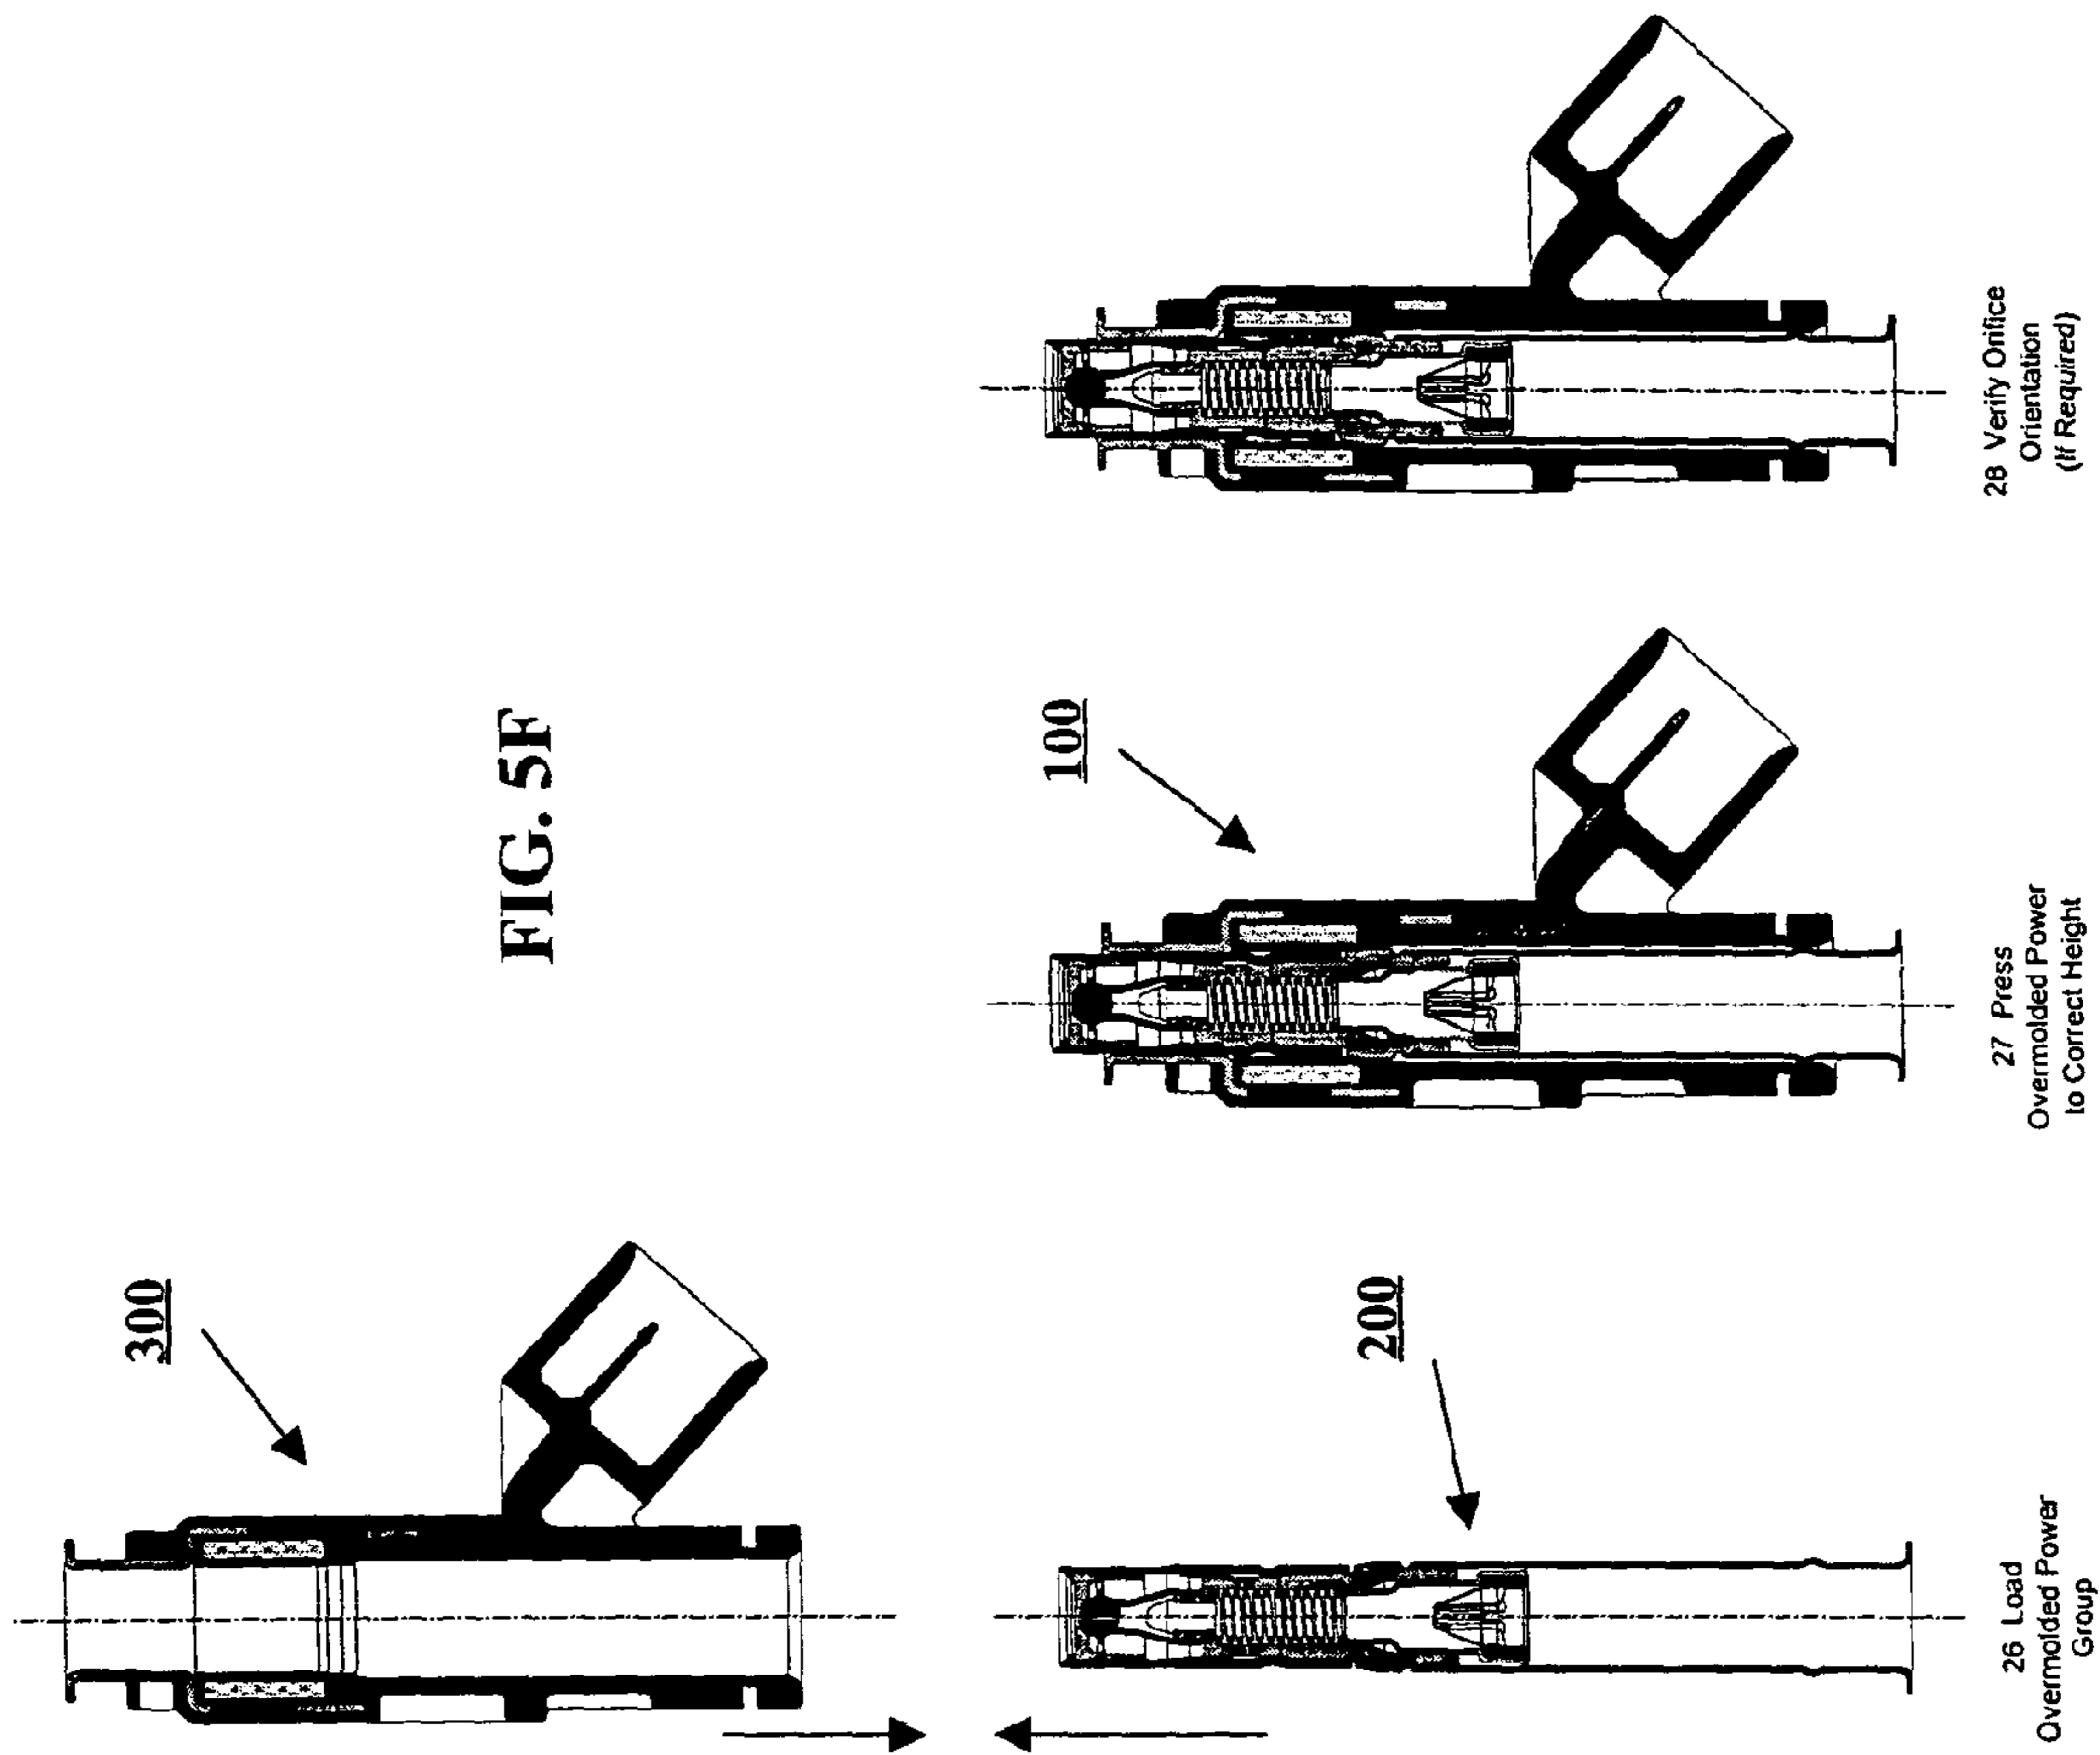 FIG. 5F
300
200
100
26 Load
Overmolded Power
Group
27 Press
Overmolded Power
to Correct Height
28 Verify Orifice
Orientation
(If Required)